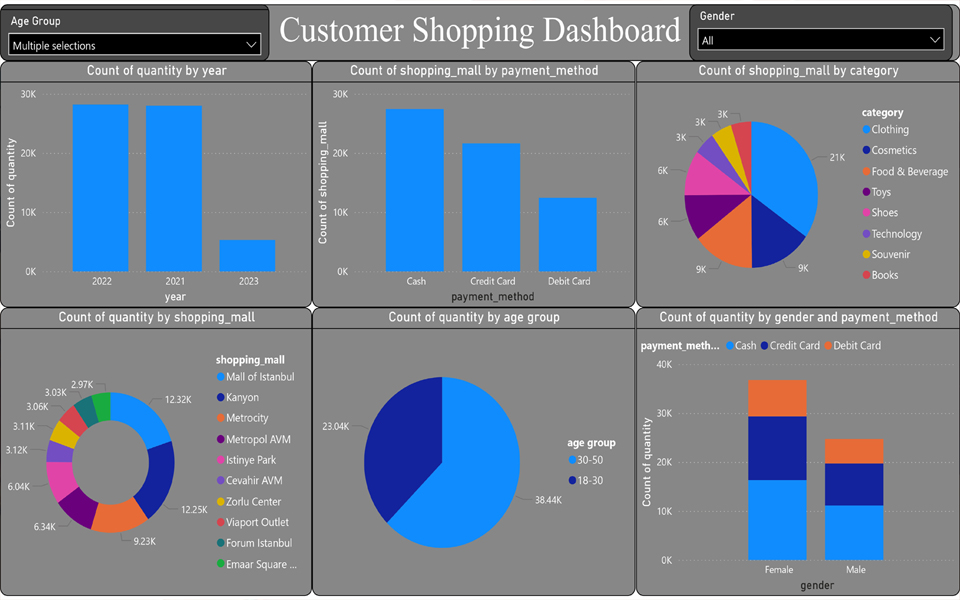 Age Group
Multiple selections
Customer Shopping Dashboard
Gender
All
Count of quantity by year
30K
20K
10K
0K
Count of quantity
2022
2021
2023
year
Count of shopping_mall by payment_method
30K
20K
10K
0K
Count of shopping_mall
Cash
Credit Card
Debit Card
payment_method
Count of shopping_mall by category
21K
9K
9K
6K
6K
3K
3K
3K
category
Clothing
Cosmetics
Food & Beverage
Toys
Shoes
Technology
Souvenir
Books
Count of quantity by shopping_mall
12.32K
12.25K
9.23K
6.34K
6.04K
3.12K
3.11K
3.06K
3.03K
2.97K
shopping_mall
Mall of Istanbul
Kanyon
Metrocity
Metropol AVM
Istinye Park
Cevahir AVM
Zorlu Center
Viaport Outlet
Forum Istanbul
Emaar Square ...
Count of quantity by age group
23.04K
38.44K
age group
30-50
18-30
Count of quantity by gender and payment_method
payment_meth... Cash Credit Card Debit Card
40K
30K
20K
10K
0K
Count of quantity
Female
Male
gender